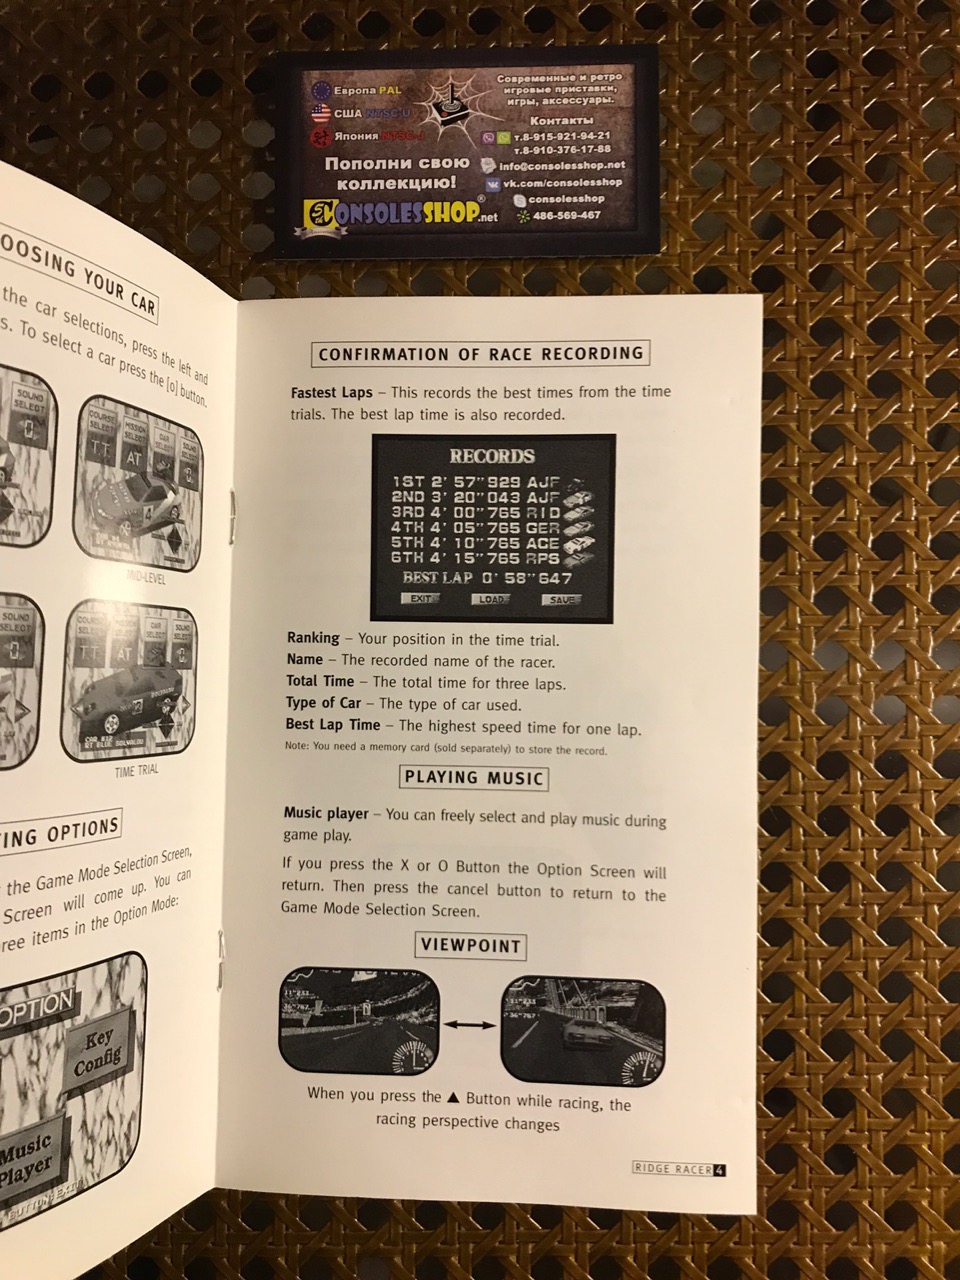 Европа PAL
США NTSC-U
Япония NTSC-J
Пополни свою
коллекцию!
CONSOLESSHOP.net
®
Современные и ретро
игровые приставки,
игры, аксессуары.
Контакты
т.8-915-921-94-21
т.8-910-376-17-88
info@consolesshop.net
vk.com/consolesshop
consolesshop
486-569-467
OOSING YOUR CAR
the car selections, press the left and
s. To select a car press the [o] button.
SOUND
SELECT
COURSE
SELECT
MISSION
SELECT
CAR
SELECT
SOUND
SELECT
T.T. AT
4
MID-LEVEL
SOUND
SELECT
CAR
SELECT
SOUND
SELECT
T.T. AT
CAR #12
RT BLUE SOLVALOU
TIME TRIAL
ING OPTIONS
the Game Mode Selection Screen,
Screen will come up. You can
ree items in the Option Mode:
OPTION
Key
Config
Music
Player
CONFIRMATION OF RACE RECORDING
Fastest Laps – This records the best times from the time
trials. The best lap time is also recorded.
RECORDS
1ST 2' 57"929 AJF
2ND 3' 20"043 AJF
3RD 4' 00"765 RID
4TH 4' 05"765 GER
5TH 4' 10"765 ACE
6TH 4' 15"765 RPS
BEST LAP 0' 58"647
EXIT LOAD SAVE
Ranking – Your position in the time trial.
Name – The recorded name of the racer.
Total Time – The total time for three laps.
Type of Car – The type of car used.
Best Lap Time – The highest speed time for one lap.
Note: You need a memory card (sold separately) to store the record.
PLAYING MUSIC
Music player – You can freely select and play music during
game play.
If you press the X or O Button the Option Screen will
return. Then press the cancel button to return to the
Game Mode Selection Screen.
VIEWPOINT
When you press the ▲ Button while racing, the
racing perspective changes
RIDGE RACER 4